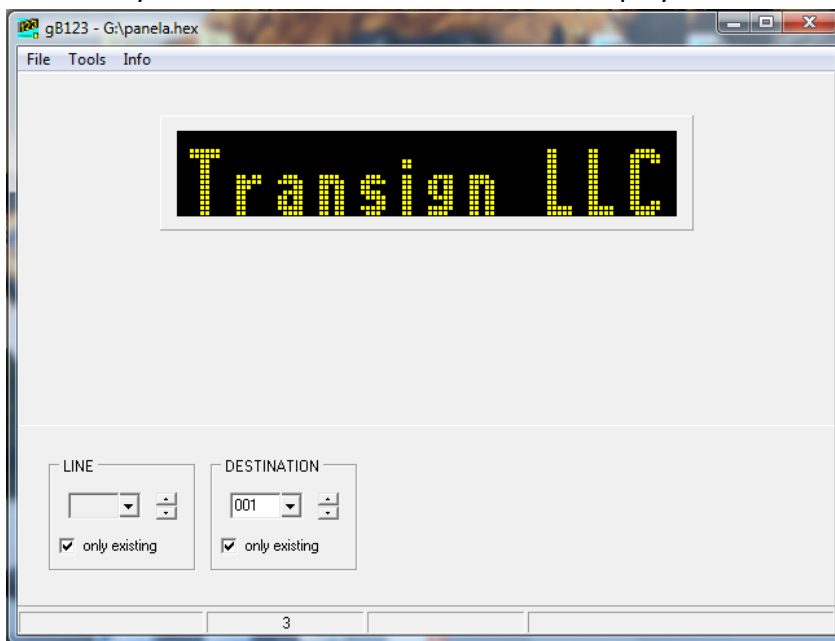 gB123 - G:\panela.hex
File Tools Info
Transign LLC
LINE
DESTINATION
001
only existing
only existing
3